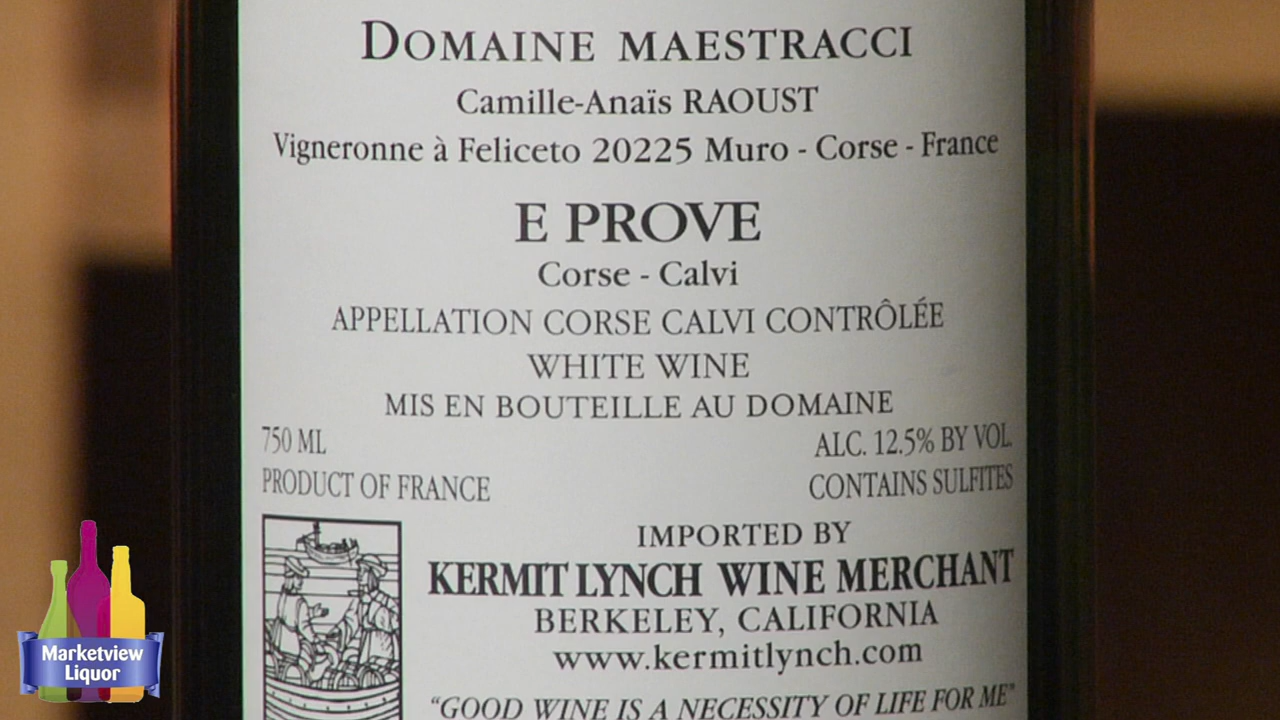 DOMAINE MAESTRACCI
Camille-Anaïs RAOUST
Vigneronne à Feliceto 20225 Muro - Corse - France
E PROVE
Corse - Calvi
APPELLATION CORSE CALVI CONTRÔLÉE
WHITE WINE
MIS EN BOUTEILLE AU DOMAINE
750 ML
ALC. 12.5% BY VOL.
PRODUCT OF FRANCE
CONTAINS SULFITES
IMPORTED BY
KERMIT LYNCH WINE MERCHANT
BERKELEY, CALIFORNIA
www.kermitlynch.com
"GOOD WINE IS A NECESSITY OF LIFE FOR ME"
Marketview
Liquor